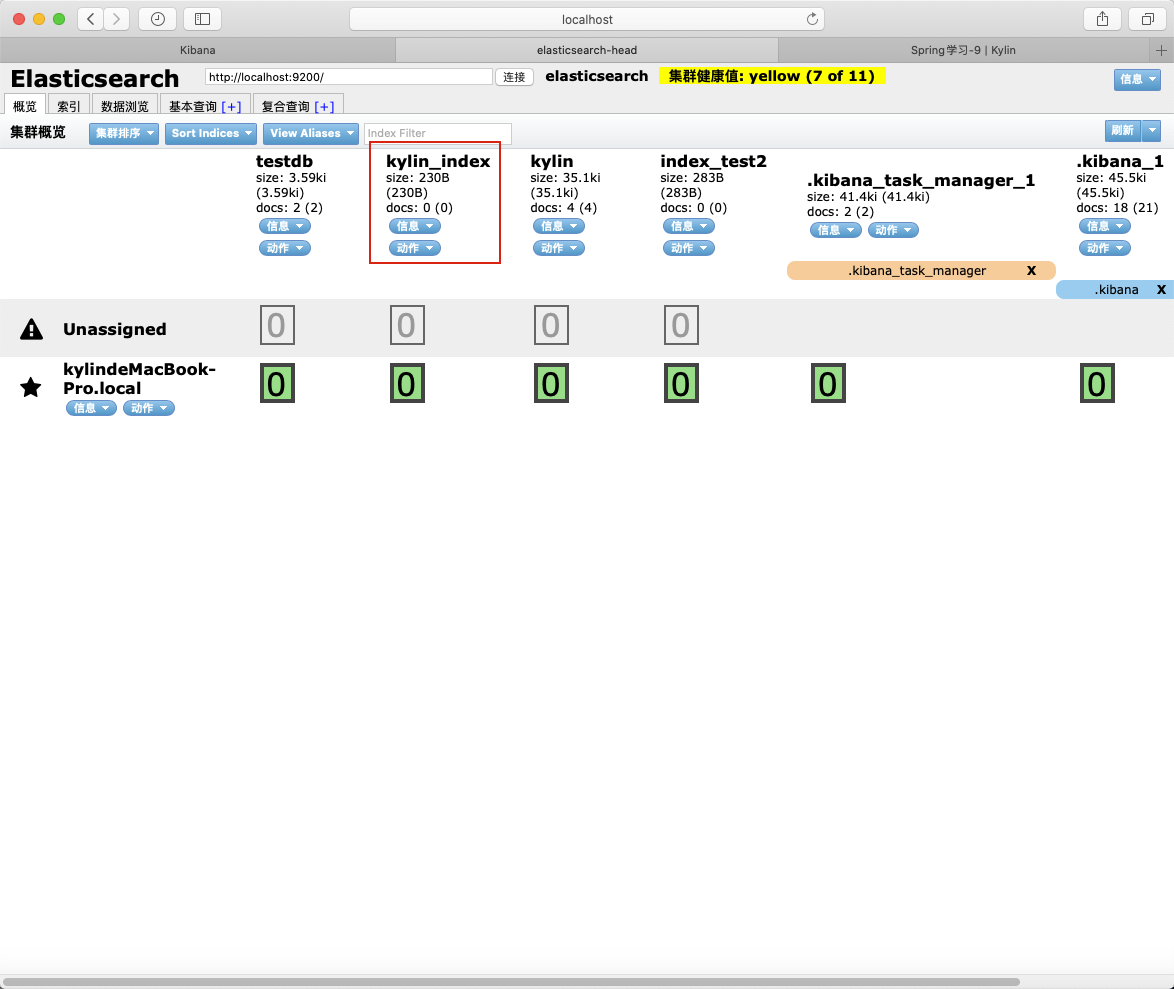 localhost
Kibana
elasticsearch-head
Spring学习-9 | Kylin
Elasticsearch
http://localhost:9200/
连接
elasticsearch
集群健康值: yellow (7 of 11)
信息
概览
索引
数据浏览
基本查询 [+]
复合查询 [+]
集群概览
集群排序
Sort Indices
View Aliases
Index Filter
刷新
testdb
size: 3.59ki
(3.59ki)
docs: 2 (2)
信息
动作
kylin_index
size: 230B
(230B)
docs: 0 (0)
信息
动作
kylin
size: 35.1ki
(35.1ki)
docs: 4 (4)
信息
动作
index_test2
size: 283B
(283B)
docs: 0 (0)
信息
动作
.kibana_task_manager_1
size: 41.4ki (41.4ki)
docs: 2 (2)
信息
动作
.kibana_1
size: 45.5ki
(45.5ki)
docs: 18 (21)
信息
动作
.kibana_task_manager X
.kibana X
Unassigned
0
0
0
0
kylindeMacBook-
Pro.local
信息
动作
0
0
0
0
0
0